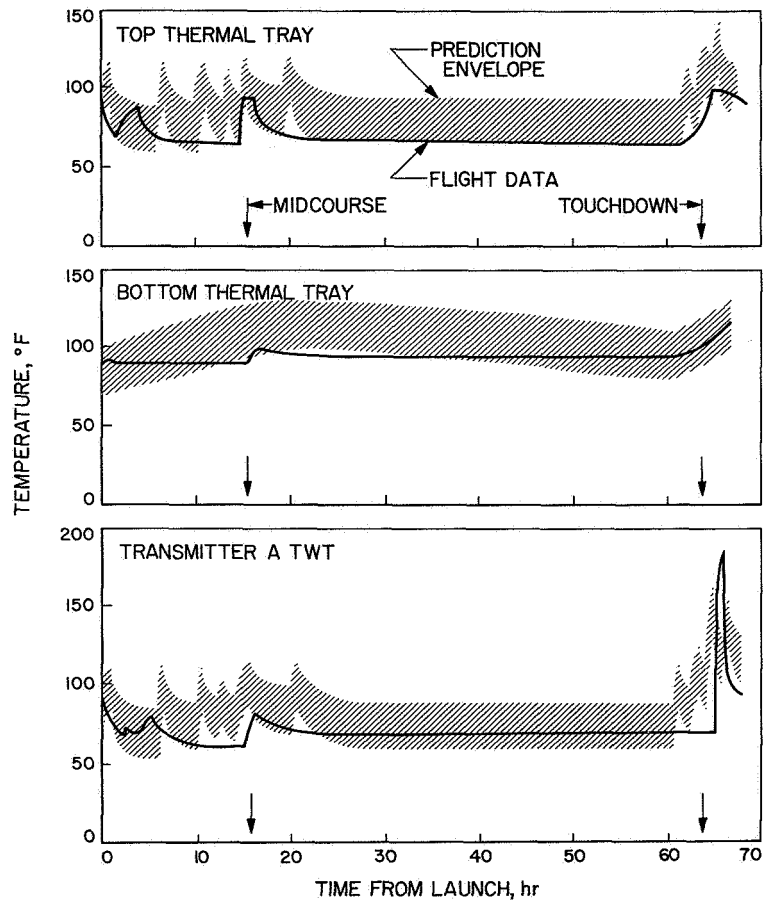 150
TOP THERMAL TRAY
PREDICTION
ENVELOPE
100
50
FLIGHT DATA
MIDCOURSE
TOUCHDOWN
0
150
BOTTOM THERMAL TRAY
100
50
0
TEMPERATURE, °F
200
TRANSMITTER A TWT
150
100
50
0
0 10 20 30 40 50 60 70
TIME FROM LAUNCH, hr